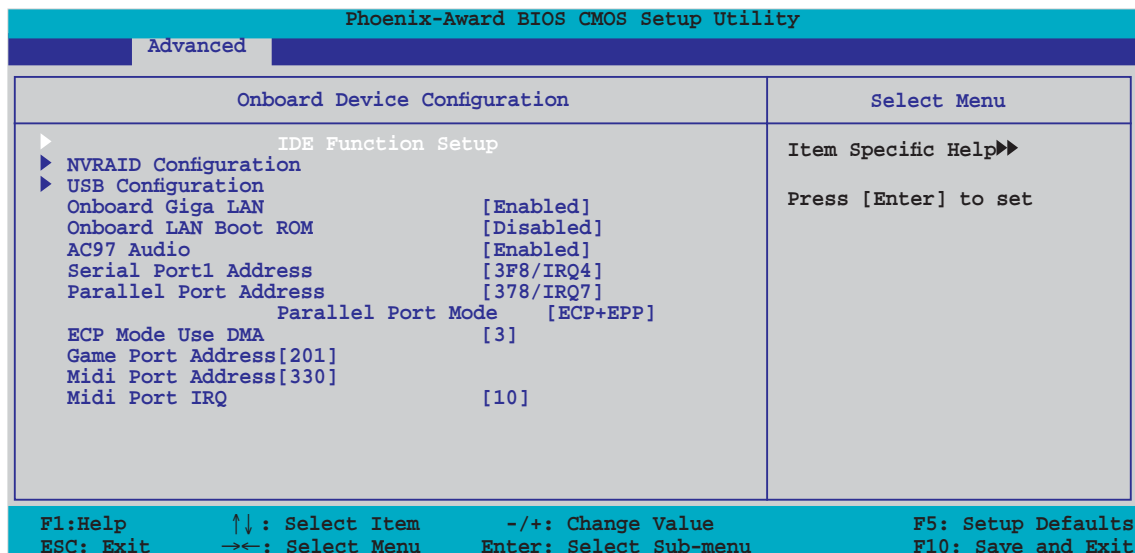 Phoenix-Award BIOS CMOS Setup Utility
Advanced
Onboard Device Configuration
Select Menu
IDE Function Setup
NVRAID Configuration
USB Configuration
Onboard Giga LAN [Enabled]
Onboard LAN Boot ROM [Disabled]
AC97 Audio [Enabled]
Serial Port1 Address [3F8/IRQ4]
Parallel Port Address [378/IRQ7]
Parallel Port Mode [ECP+EPP]
ECP Mode Use DMA [3]
Game Port Address[201]
Midi Port Address[330]
Midi Port IRQ [10]
Item Specific Help
Press [Enter] to set
F1:Help ↑↓: Select Item -/+: Change Value F5: Setup Defaults
ESC: Exit →←: Select Menu Enter: Select Sub-menu F10: Save and Exit